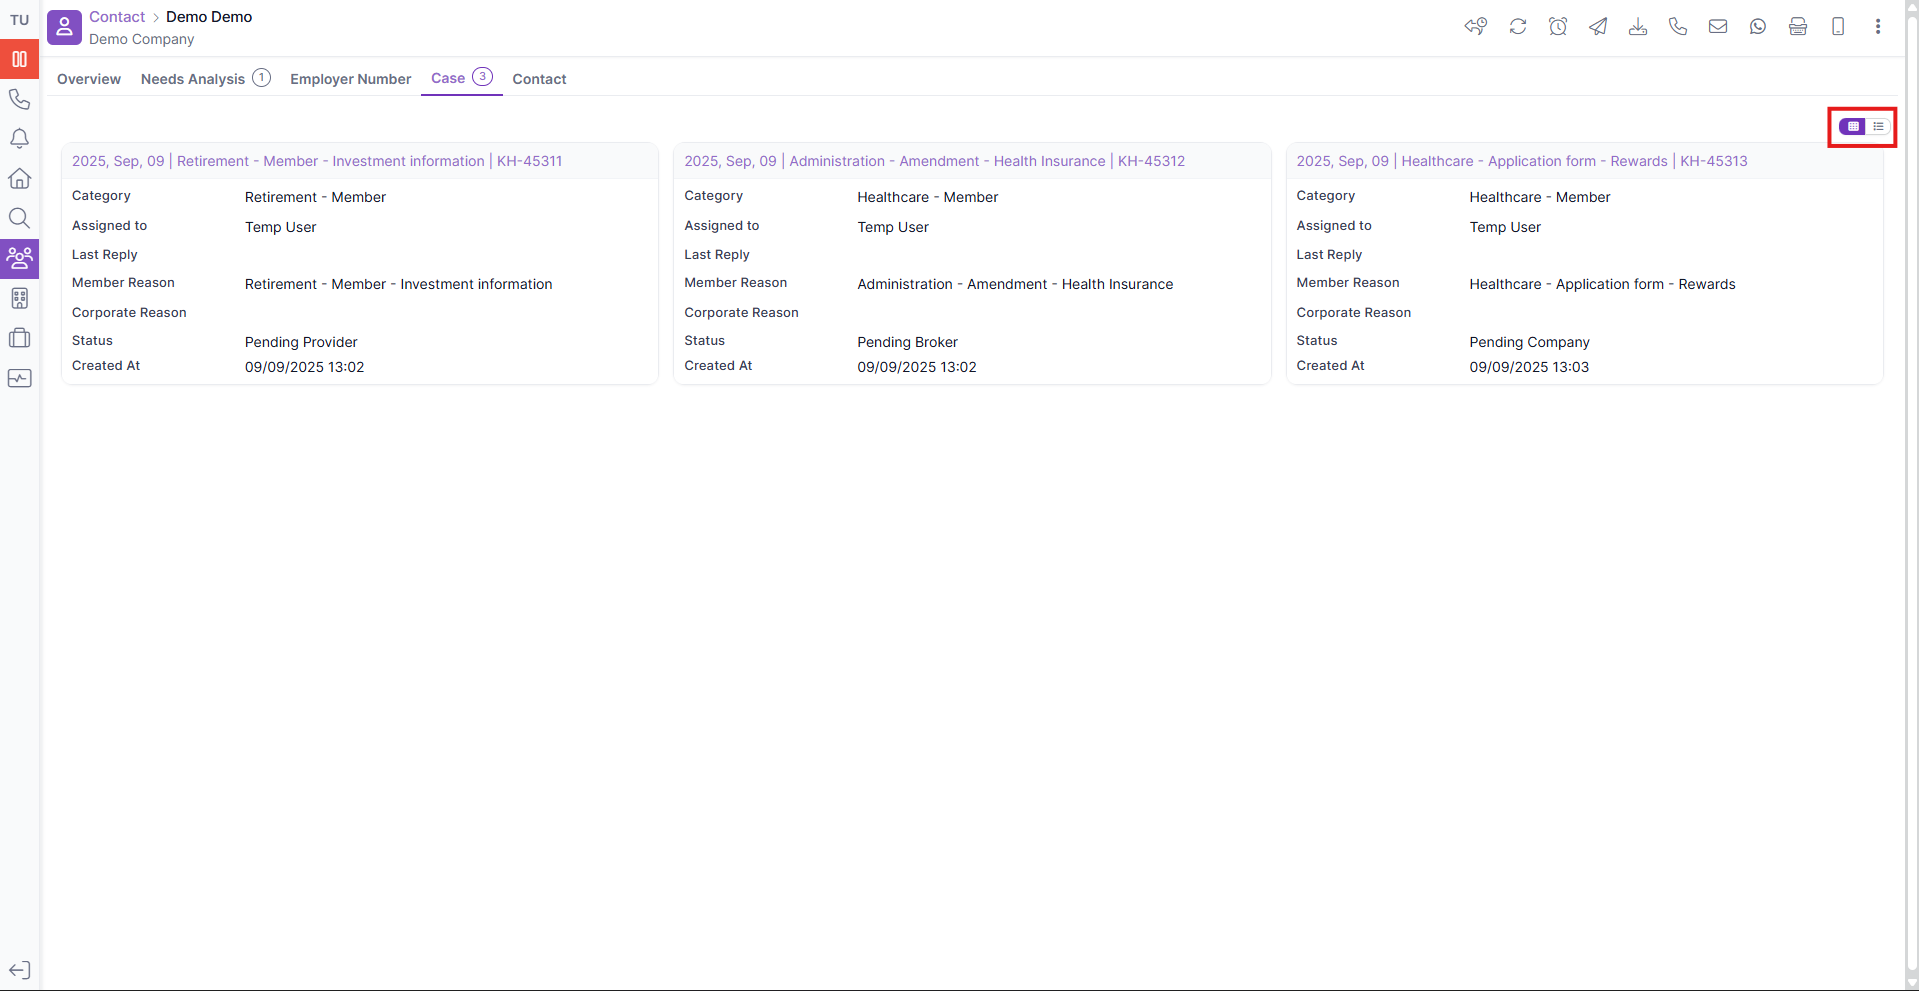 TU
Contact > Demo Demo
Demo Company
Overview Needs Analysis 1 Employer Number Case 3 Contact
2025, Sep, 09 | Retirement - Member - Investment information | KH-45311
Category Retirement - Member
Assigned to Temp User
Last Reply
Member Reason Retirement - Member - Investment information
Corporate Reason
Status Pending Provider
Created At 09/09/2025 13:02
2025, Sep, 09 | Administration - Amendment - Health Insurance | KH-45312
Category Healthcare - Member
Assigned to Temp User
Last Reply
Member Reason Administration - Amendment - Health Insurance
Corporate Reason
Status Pending Broker
Created At 09/09/2025 13:02
2025, Sep, 09 | Healthcare - Application form - Rewards | KH-45313
Category Healthcare - Member
Assigned to Temp User
Last Reply
Member Reason Healthcare - Application form - Rewards
Corporate Reason
Status Pending Company
Created At 09/09/2025 13:03